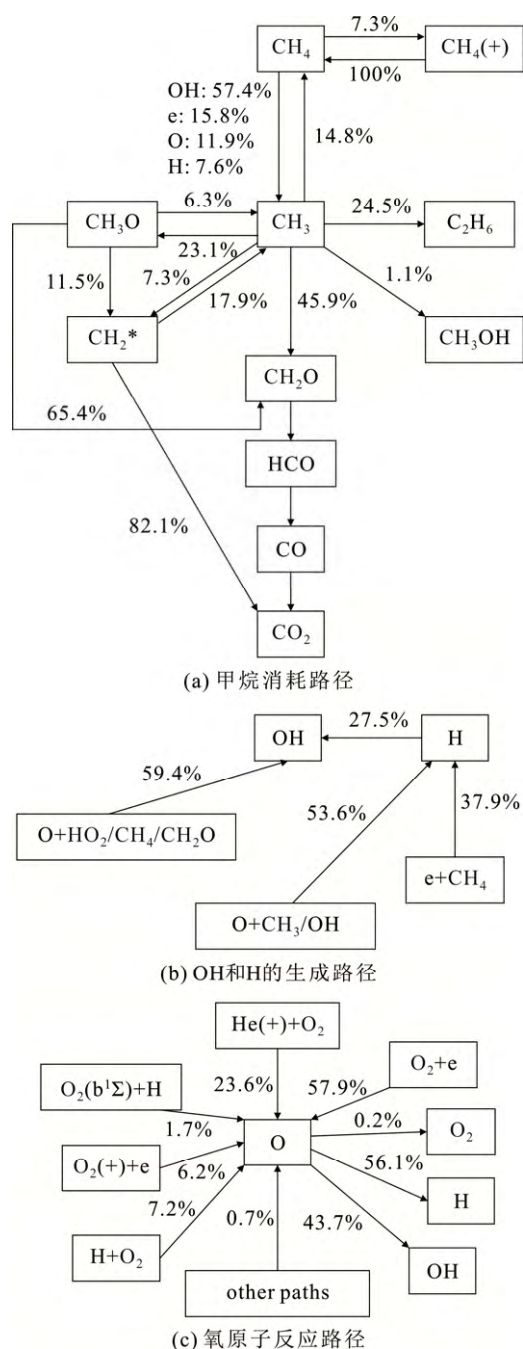 7.3%
CH₄
CH₄(+)
100%
OH: 57.4%
e: 15.8%
O: 11.9%
H: 7.6%
14.8%
6.3%
24.5%
CH₃O
CH₃
C₂H₆
23.1%
1.1%
11.5%
7.3%
17.9%
45.9%
CH₂*
CH₃OH
CH₂O
65.4%
HCO
82.1%
CO
CO₂
(a) 甲烷消耗路径
27.5%
OH
H
59.4%
53.6%
37.9%
O+HO₂/CH₄/CH₂O
e+CH₄
O+CH₃/OH
(b) OH和H的生成路径
He(+)+O₂
O₂+e
O₂(b¹Σ)+H
23.6%
57.9%
1.7%
0.2%
O₂
O
O₂(+)+e
6.2%
56.1%
7.2%
H
0.7%
43.7%
H+O₂
OH
other paths
(c) 氧原子反应路径